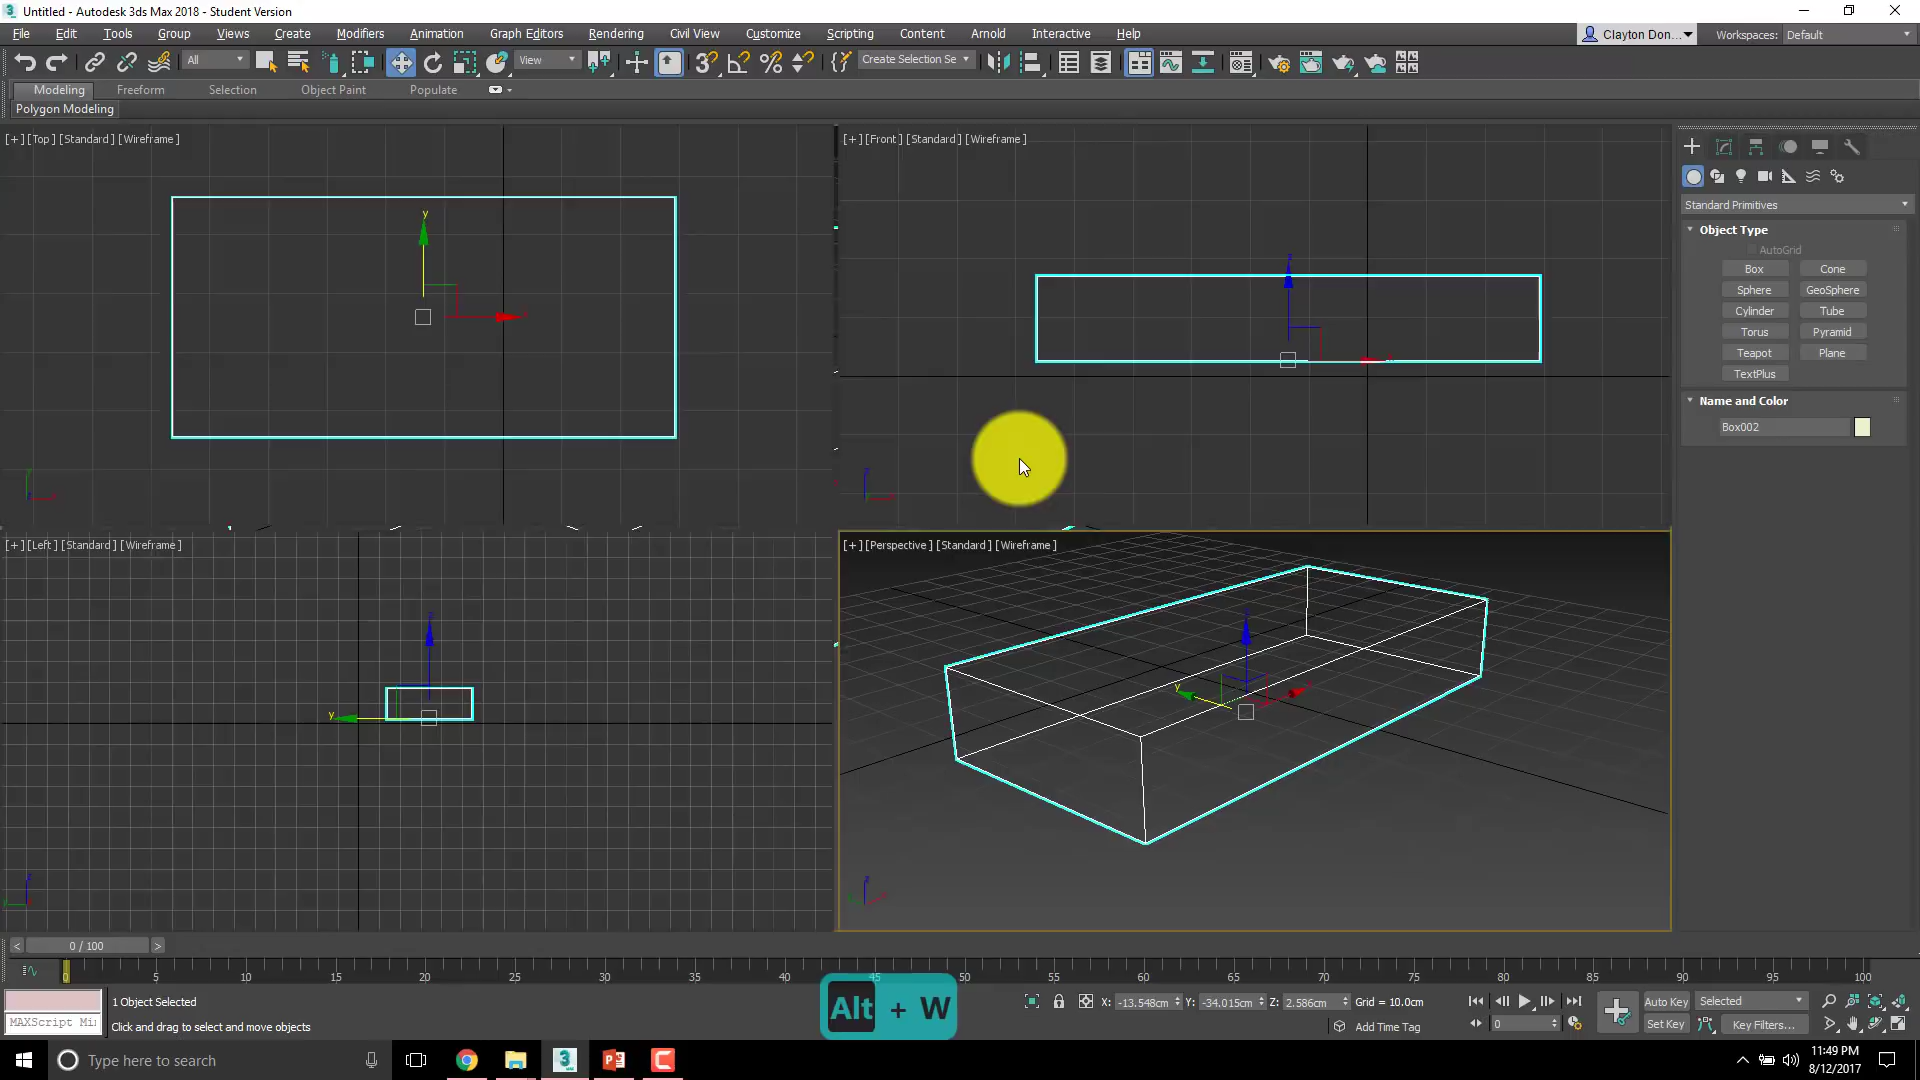 Untitled - Autodesk 3ds Max 2018 - Student Version
File Edit Tools Group Views Create Modifiers Animation Graph Editors Rendering Civil View Customize Scripting Content Arnold Interactive Help
Clayton Don... Workspaces: Default
All View Create Selection Se
Modeling Freeform Selection Object Paint Populate
Polygon Modeling
[+] [Top] [Standard] [Wireframe]
[+] [Front] [Standard] [Wireframe]
Standard Primitives
Object Type
AutoGrid
Box Cone
Sphere GeoSphere
Cylinder Tube
Torus Pyramid
Teapot Plane
TextPlus
Name and Color
Box002
y
z
[+] [Left] [Standard] [Wireframe]
[+] [Perspective] [Standard] [Wireframe]
z
y
y
0 / 100
0 5 10 15 20 25 30 35 40 45 50 55 60 65 70 75 80 85 90 95 100
1 Object Selected
X: -13.548cm Y: -34.015cm Z: 2.586cm Grid = 10.0cm
Auto Key Selected
MAXScript Mi
Click and drag to select and move objects
Alt + W
Add Time Tag
0
Set Key Key Filters...
Type here to search
11:49 PM
8/12/2017